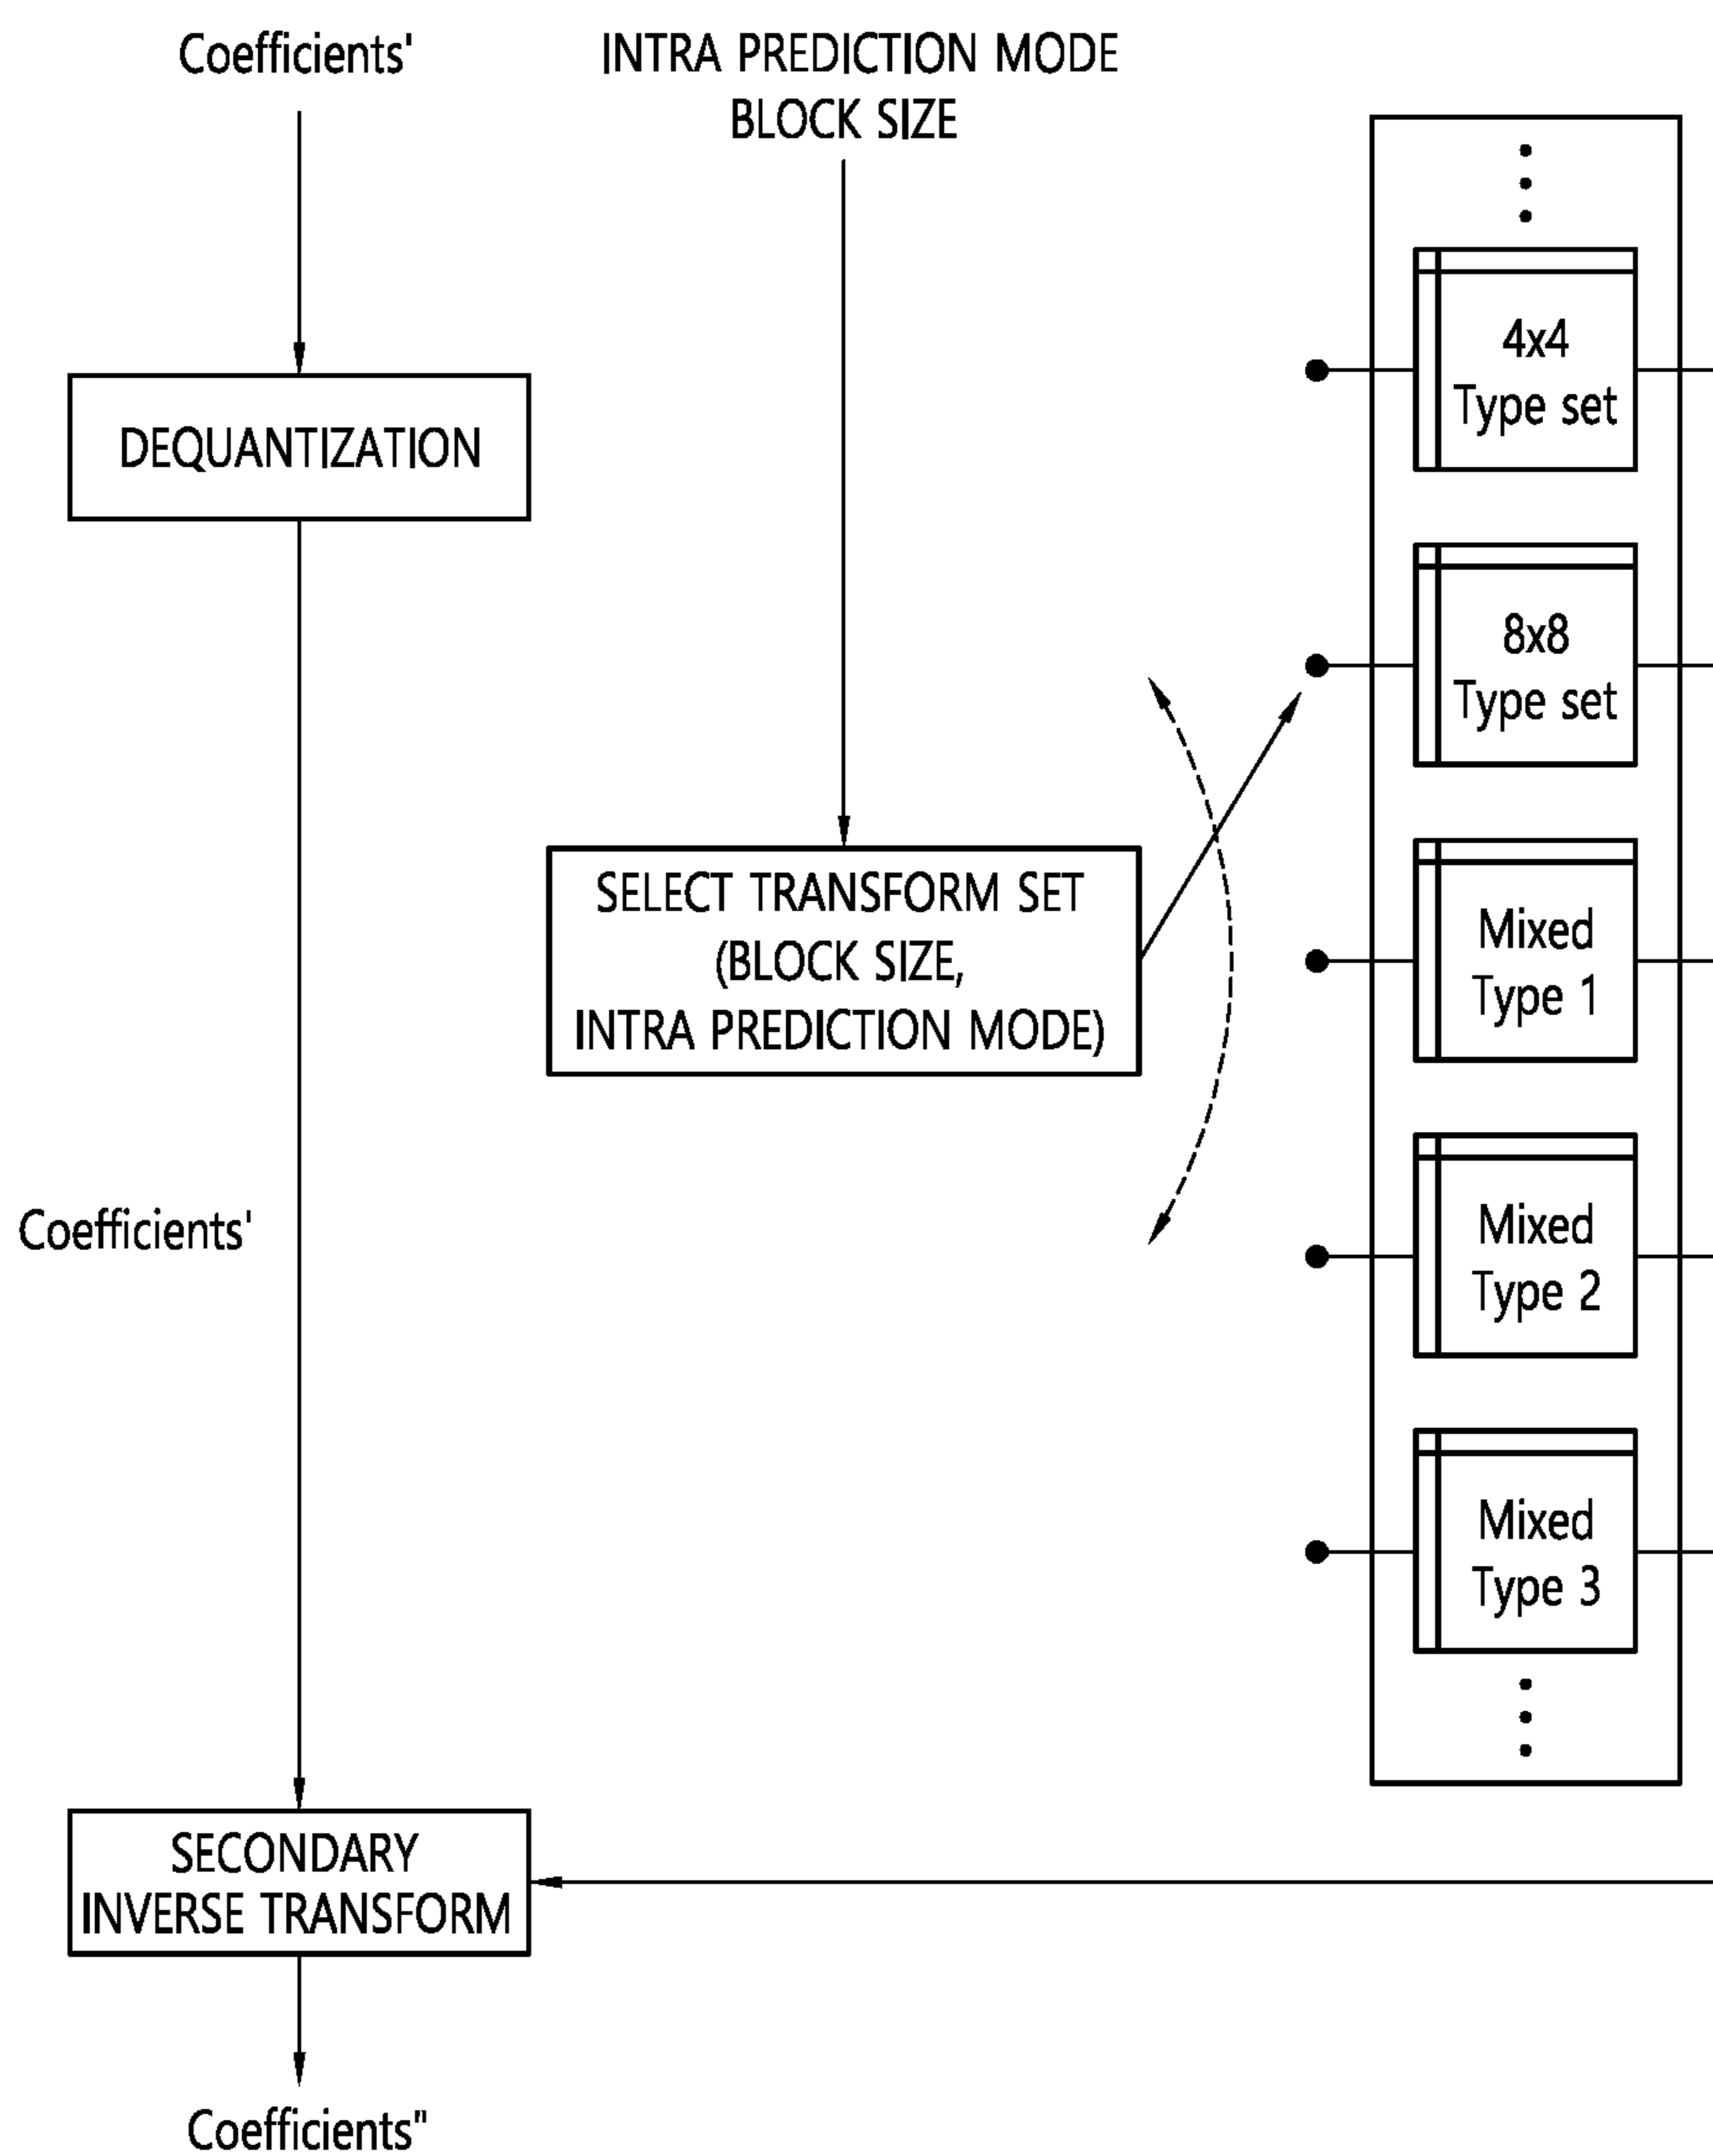 Coefficients'
INTRA PREDICTION MODE
BLOCK SIZE
4x4
Type set
DEQUANTIZATION
8x8
Type set
SELECT TRANSFORM SET
(BLOCK SIZE,
INTRA PREDICTION MODE)
Mixed
Type 1
Coefficients'
Mixed
Type 2
Mixed
Type 3
SECONDARY
INVERSE TRANSFORM
Coefficients"